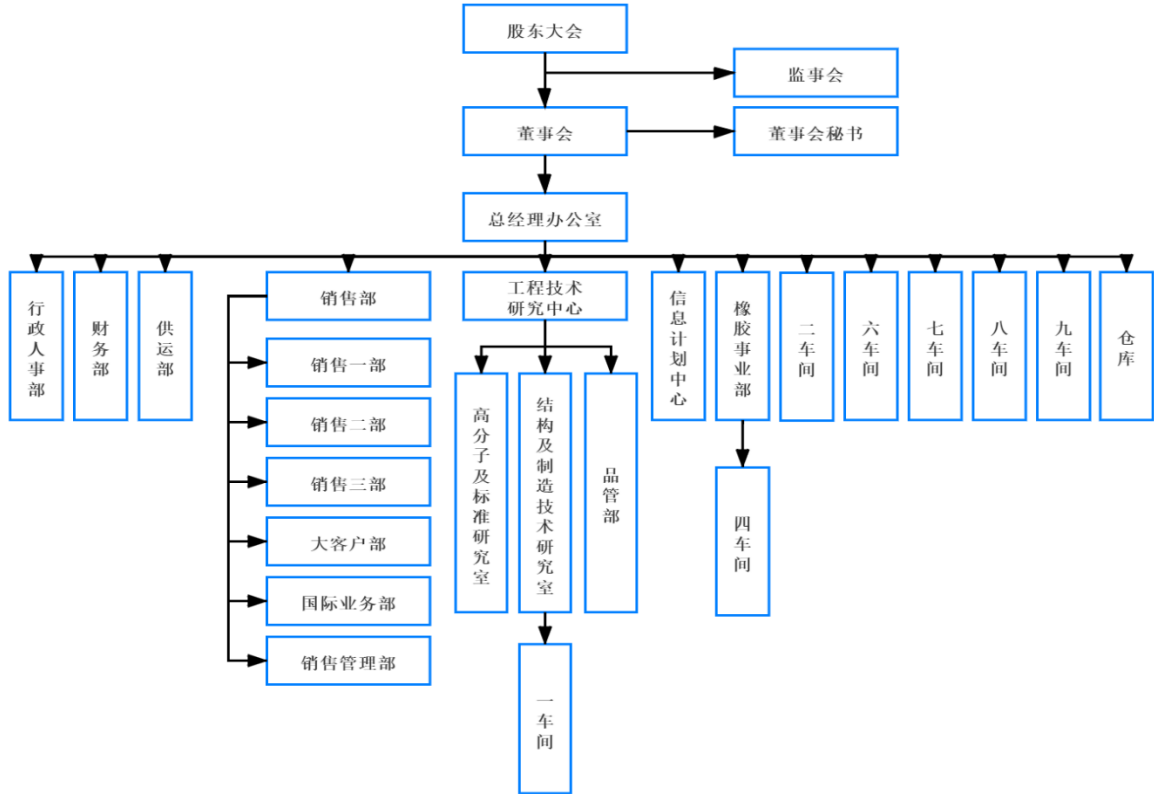 股东大会
监事会
董事会
董事会秘书
总经理办公室
行政人事部
财务部
供运部
销售部
工程技术
研究中心
信息计划中心
橡胶事业部
二车间
六车间
七车间
八车间
九车间
仓库
销售一部
销售二部
销售三部
大客户部
国际业务部
销售管理部
高分子及标准研究室
结构及制造技术研究室
品管部
四车间
一车间